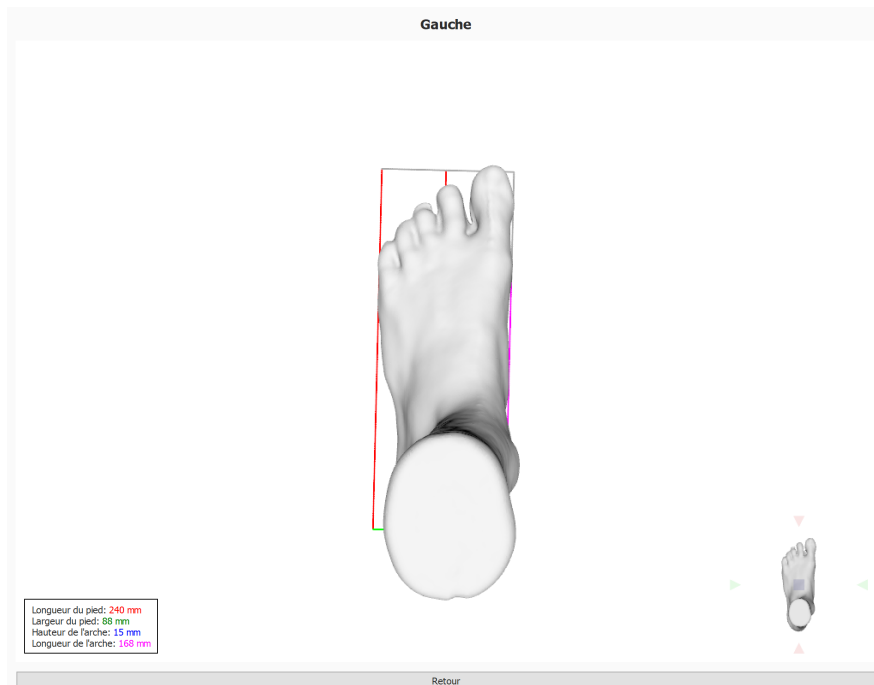 Gauche
Longueur du pied: 240 mm
Largeur du pied: 88 mm
Hauteur de l'arche: 15 mm
Longueur de l'arche: 168 mm
Retour